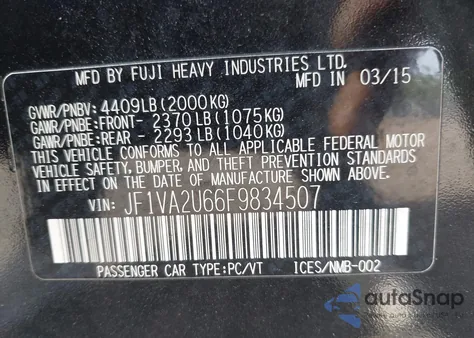 MFD BY FUJI HEAVY INDUSTRIES LTD.
MFD IN 03/15
GVWR/PNBV: 4409LB (2000KG)
GAWR/PNBE:FRONT- 2370LB (1075KG)
GAWR/PNBE:REAR - 2293LB (1040KG)
THIS VEHICLE CONFORMS TO ALL APPLICABLE FEDERAL MOTOR
VEHICLE SAFETY, BUMPER, AND THEFT PREVENTION STANDARDS
IN EFFECT ON THE DATE OF MANUFACTURE SHOWN ABOVE.
VIN: JF1VA2U66F9834507
PASSENGER CAR TYPE:PC/VT ICES/NMB-002
autoSnap